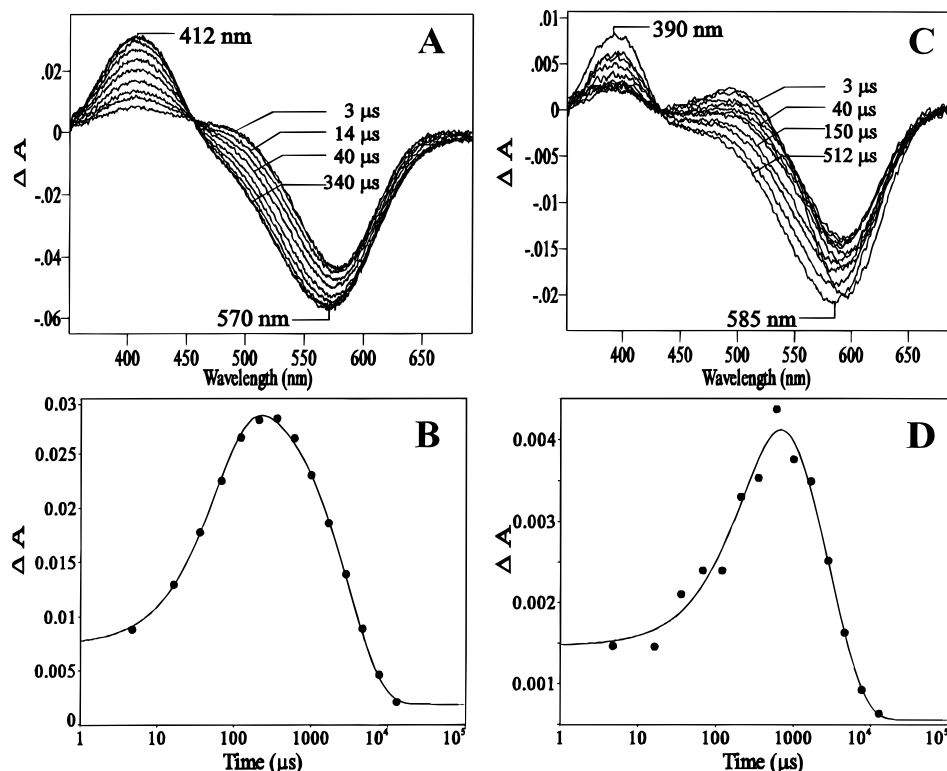 A
412 nm
3 µs
14 µs
40 µs
340 µs
570 nm
Δ A
.02
0
-.02
-.04
-.06
400 450 500 550 600 650
Wavelength (nm)
C
390 nm
3 µs
40 µs
150 µs
512 µs
585 nm
Δ A
.01
0.005
0
-.005
-.01
-.015
-.02
400 450 500 550 600 650
Wavelength (nm)
B
Δ A
0.03
0.025
0.02
0.015
0.01
0.005
0
1 10 100 1000 10⁴ 10⁵
Time (µs)
D
Δ A
0.004
0.003
0.002
0.001
1 10 100 1000 10⁴ 10⁵
Time (µs)